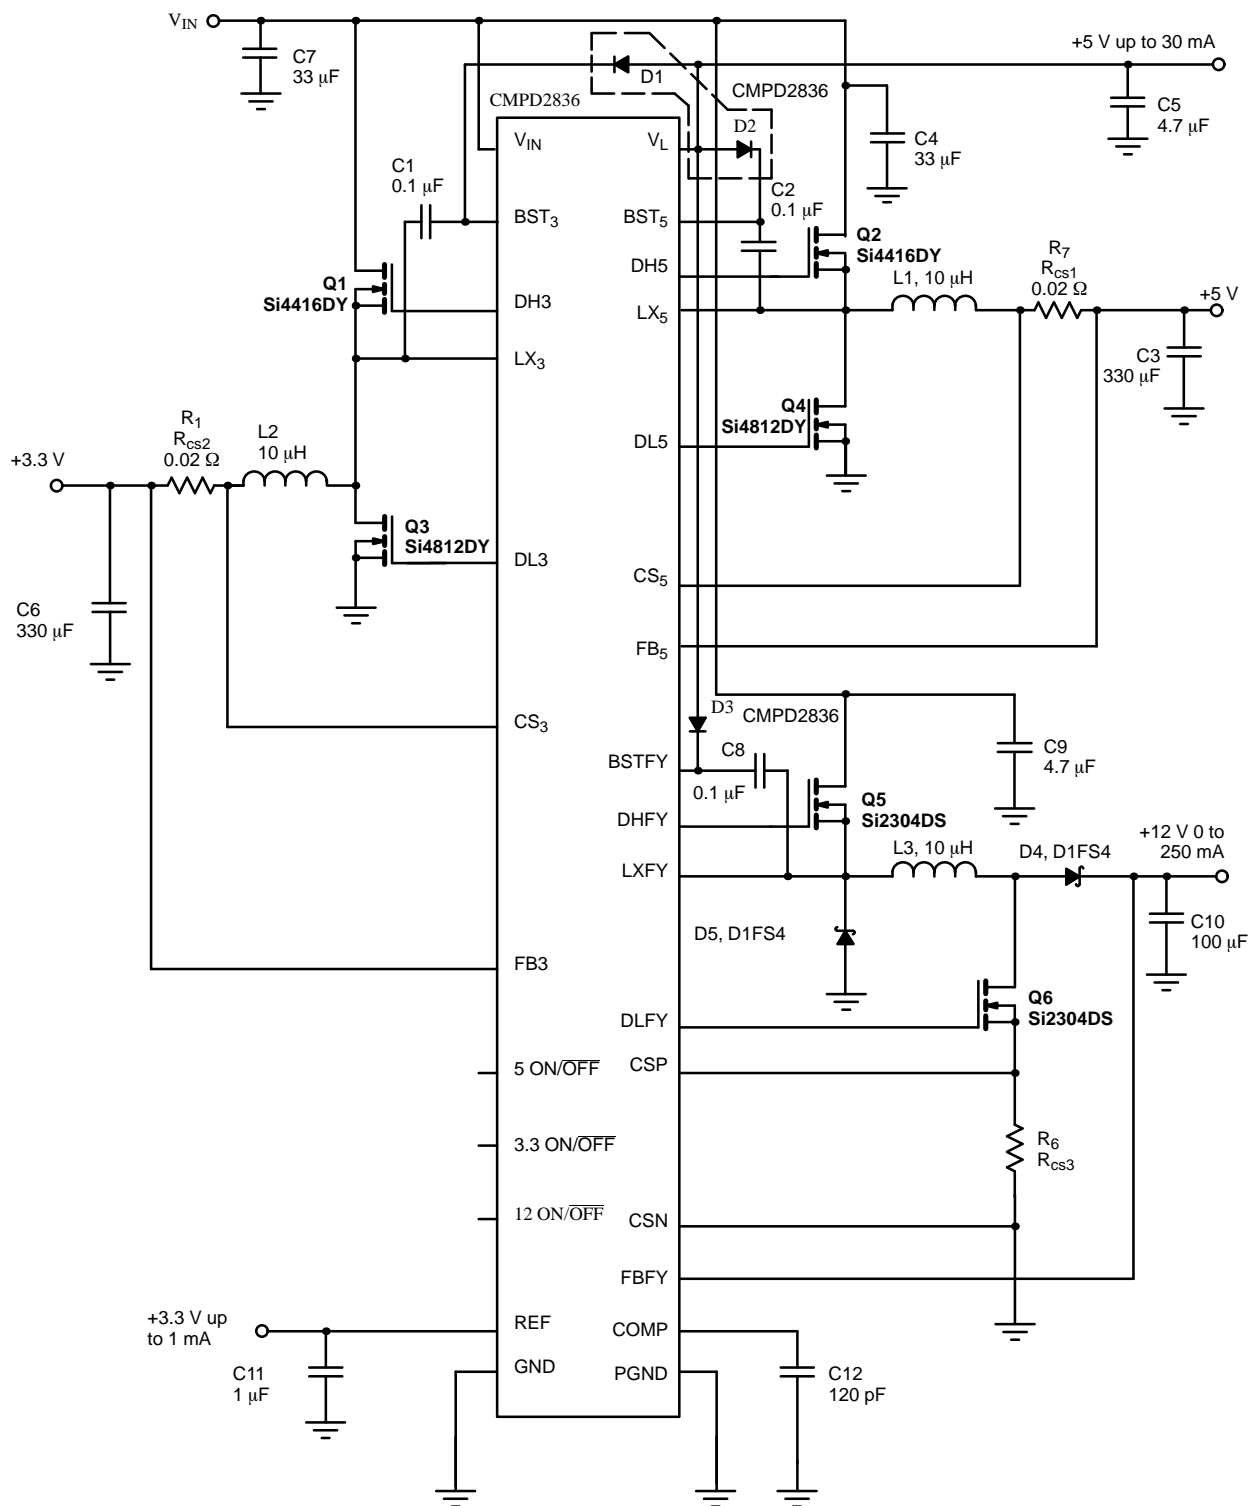 V_IN
C7
33 µF
+5 V up to 30 mA
D1
CMPD2836
CMPD2836
C5
4.7 µF
D2
C4
33 µF
V_IN
V_L
C1
0.1 µF
C2
0.1 µF
BST_3
BST_5
Q2
Si4416DY
DH5
R_7
R_cs1
0.02 Ω
L1, 10 µH
Q1
Si4416DY
DH3
LX_5
+5 V
LX_3
C3
330 µF
Q4
Si4812DY
DL5
R_1
R_cs2
0.02 Ω
L2
10 µH
+3.3 V
Q3
Si4812DY
DL3
CS_5
C6
330 µF
FB_5
CS_3
D3
CMPD2836
C8
0.1 µF
C9
4.7 µF
BSTFY
Q5
Si2304DS
DHFY
+12 V 0 to
250 mA
L3, 10 µH
D4, D1FS4
LXFY
D5, D1FS4
C10
100 µF
FB3
Q6
Si2304DS
DLFY
5 ON/OFF
CSP
3.3 ON/OFF
R_6
R_cs3
12 ON/OFF
CSN
FBFY
+3.3 V up
to 1 mA
REF
COMP
GND
PGND
C11
1 µF
C12
120 pF